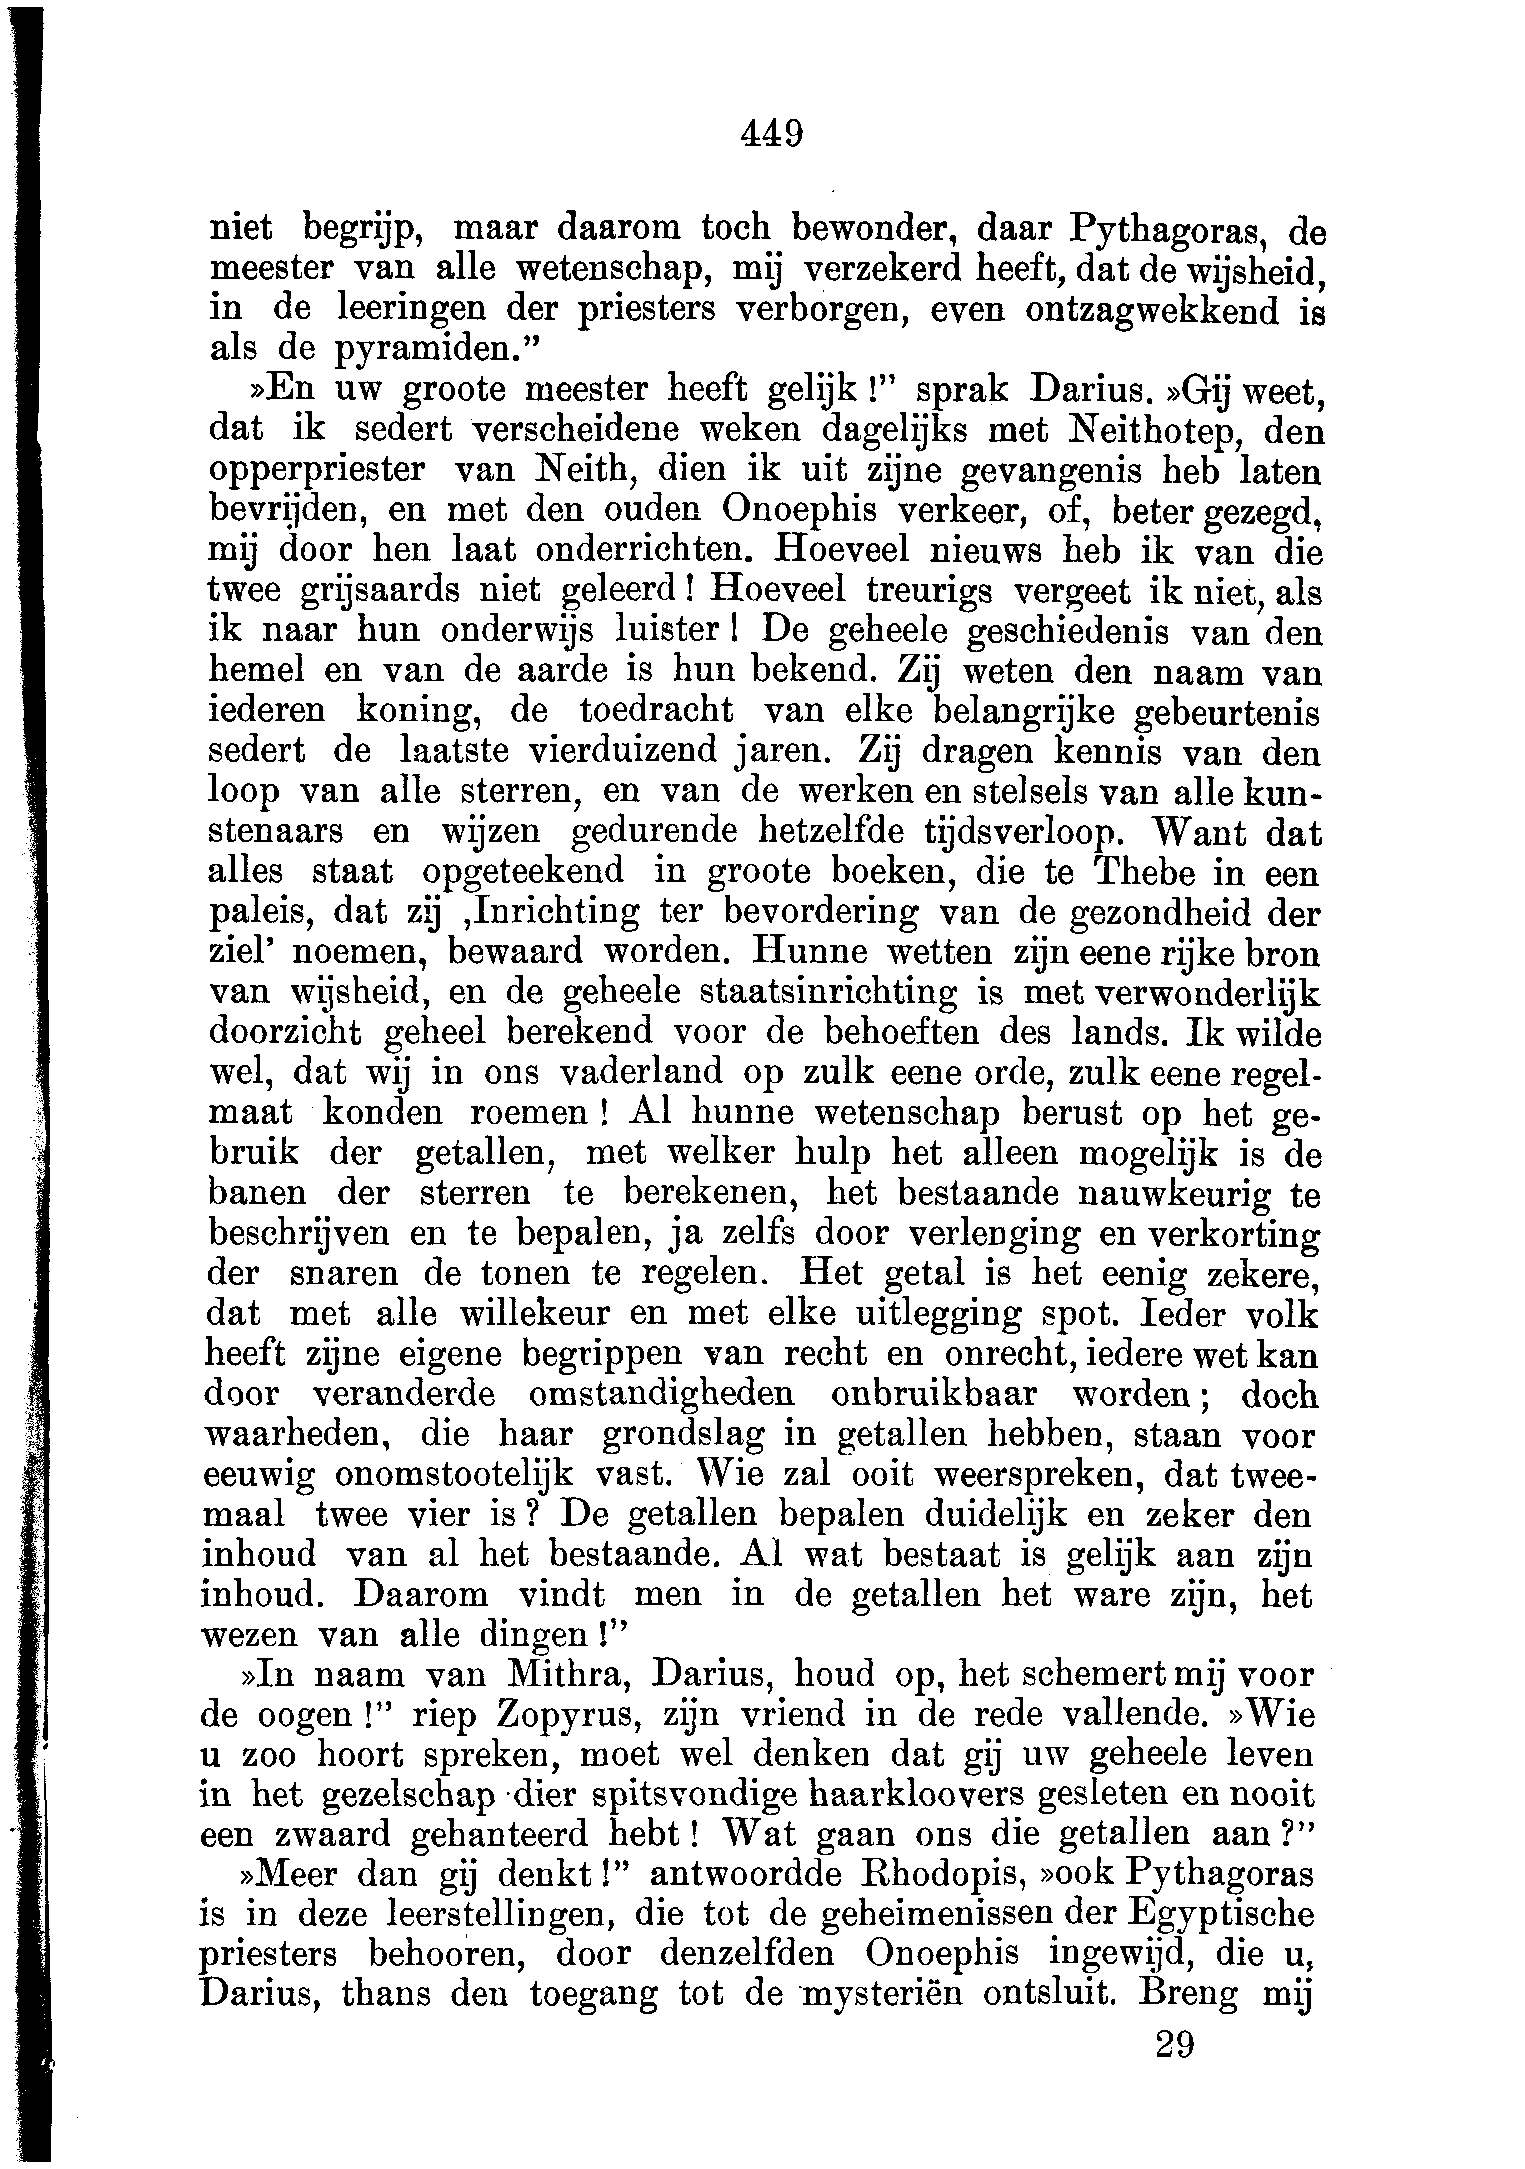 449
niet begrijp, maar daarom toch bewonder, daar Pythagoras, de
meester van alle wetenschap, mij verzekerd heeft, dat de wijsheid,
in de leeringen der priesters verborgen, even ontzagwekkend is
als de pyramiden.”
»En uw groote meester heeft gelijk !” sprak Darius. »Gij weet,
dat ik sedert verscheidene weken dagelijks met Neithotep, den
opperpriester van Neith, dien ik uit zijne gevangenis heb laten
bevrijden, en met den ouden Onoephis verkeer, of, beter gezegd,
mij door hen laat onderrichten. Hoeveel nieuws heb ik van die
twee grijsaards niet geleerd ! Hoeveel treurigs vergeet ik niet, als
ik naar hun onderwijs luister ! De geheele geschiedenis van den
hemel en van de aarde is hun bekend. Zij weten den naam van
iederen koning, de toedracht van elke belangrijke gebeurtenis
sedert de laatste vierduizend jaren. Zij dragen kennis van den
loop van alle sterren, en van de werken en stelsels van alle kun-
stenaars en wijzen gedurende hetzelfde tijdsverloop. Want dat
alles staat opgeteekend in groote boeken, die te Thebe in een
paleis, dat zij ‚Inrichting ter bevordering van de gezondheid der
ziel’ noemen, bewaard worden. Hunne wetten zijn eene rijke bron
van wijsheid, en de geheele staatsinrichting is met verwonderlijk
doorzicht geheel berekend voor de behoeften des lands. Ik wilde
wel, dat wij in ons vaderland op zulk eene orde, zulk eene regel-
maat konden roemen ! Al hunne wetenschap berust op het ge-
bruik der getallen, met welker hulp het alleen mogelijk is de
banen der sterren te berekenen, het bestaande nauwkeurig te
beschrijven en te bepalen, ja zelfs door verlenging en verkorting
der snaren de tonen te regelen. Het getal is het eenig zekere,
dat met alle willekeur en met elke uitlegging spot. Ieder volk
heeft zijne eigene begrippen van recht en onrecht, iedere wet kan
door veranderde omstandigheden onbruikbaar worden ; doch
waarheden, die haar grondslag in getallen hebben, staan voor
eeuwig onomstootelijk vast. Wie zal ooit weerspreken, dat twee-
maal twee vier is ? De getallen bepalen duidelijk en zeker den
inhoud van al het bestaande. Al wat bestaat is gelijk aan zijn
inhoud. Daarom vindt men in de getallen het ware zijn, het
wezen van alle dingen !”
»In naam van Mithra, Darius, houd op, het schemert mij voor
de oogen !” riep Zopyrus, zijn vriend in de rede vallende. »Wie
u zoo hoort spreken, moet wel denken dat gij uw geheele leven
in het gezelschap dier spitsvondige haarkloovers gesleten en nooit
een zwaard gehanteerd hebt ! Wat gaan ons die getallen aan ?”
»Meer dan gij denkt !” antwoordde Rhodopis, »ook Pythagoras
is in deze leerstellingen, die tot de geheimenissen der Egyptische
priesters behooren, door denzelfden Onoephis ingewijd, die u,
Darius, thans den toegang tot de mysteriën ontsluit. Breng mij
29